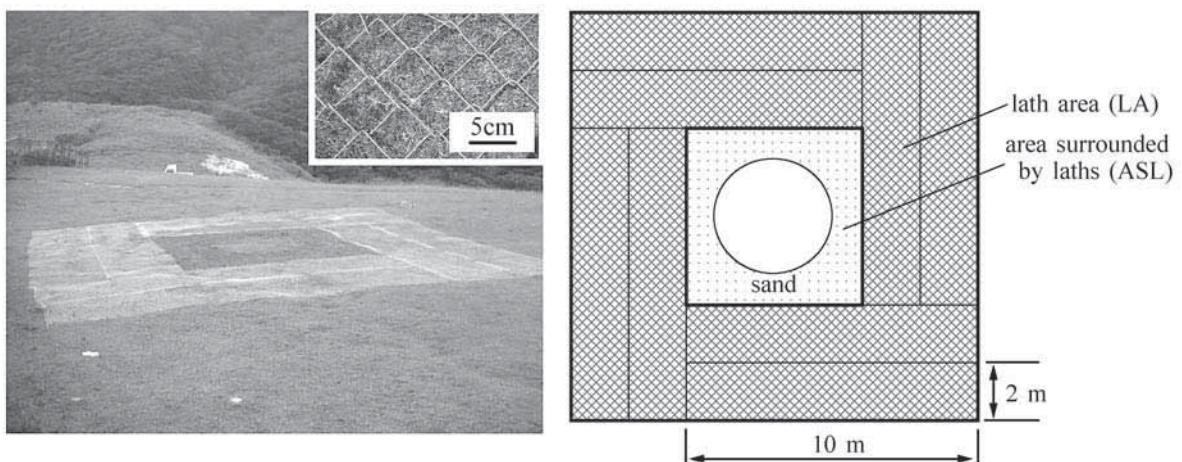 5cm
lath area (LA)
area surrounded
by laths (ASL)
sand
2 m
10 m